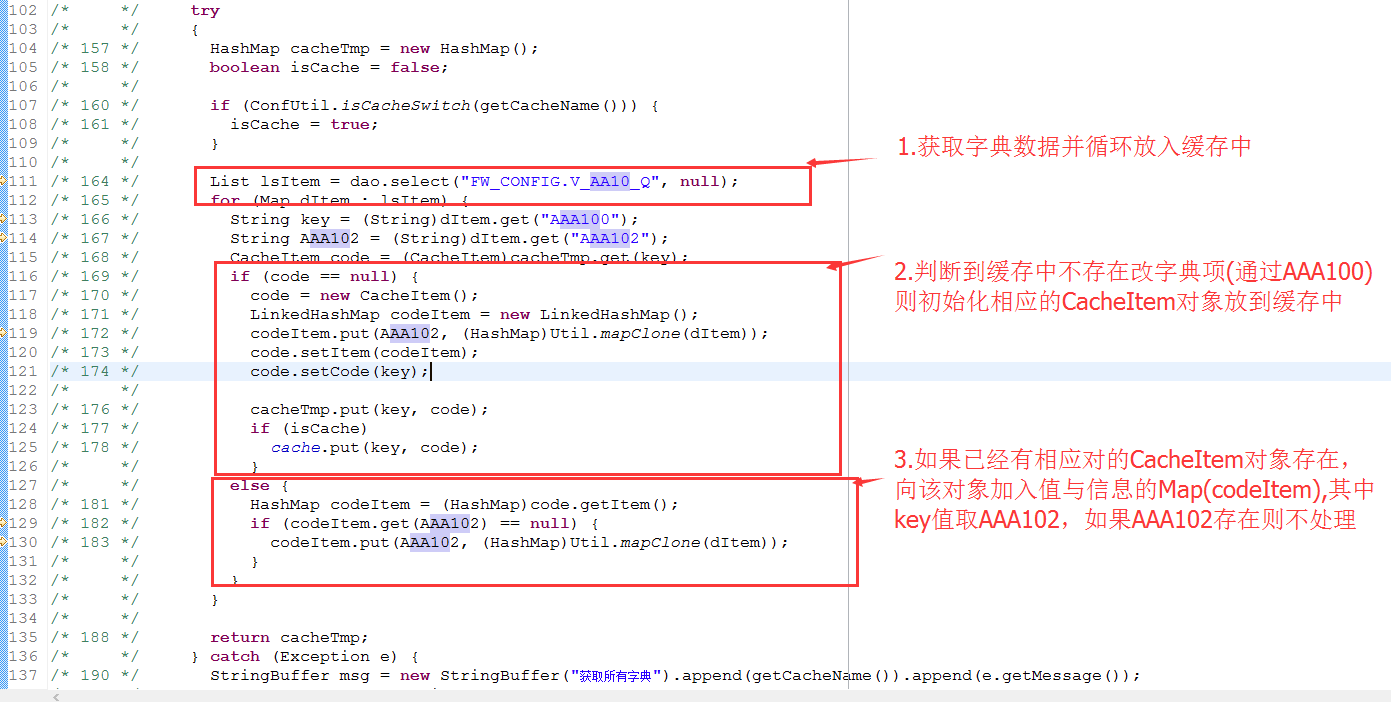 102 /*     */     try
103 /*     */     {
104 /* 157 */       HashMap cacheTmp = new HashMap();
105 /* 158 */       boolean isCache = false;
106 /*     */
107 /* 160 */       if (ConfUtil.isCacheSwitch(getCacheName())) {
108 /* 161 */         isCache = true;
109 /*     */       }
1.获取字典数据并循环放入缓存中
110 /*     */
111 /* 164 */       List lsItem = dao.select("FW_CONFIG.V_AA10_Q", null);
112 /* 165 */       for (Map dItem : lsItem) {
113 /* 166 */         String key = (String)dItem.get("AAA100");
114 /* 167 */         String AAA102 = (String)dItem.get("AAA102");
115 /* 168 */         CacheItem code = (CacheItem)cacheTmp.get(key);
116 /* 169 */         if (code == null) {
2.判断到缓存中不存在改字典项(通过AAA100)
则初始化相应的CacheItem对象放到缓存中
117 /* 170 */           code = new CacheItem();
118 /* 171 */           LinkedHashMap codeItem = new LinkedHashMap();
119 /* 172 */           codeItem.put(AAA102, (HashMap)Util.mapClone(dItem));
120 /* 173 */           code.setItem(codeItem);
121 /* 174 */           code.setCode(key);
122 /*     */
123 /* 176 */           cacheTmp.put(key, code);
124 /* 177 */           if (isCache)
125 /* 178 */             cache.put(key, code);
126 /*     */           }
3.如果已经有相应对的CacheItem对象存在，
向该对象加入值与信息的Map(codeItem),其中
key值取AAA102，如果AAA102存在则不处理
127 /*     */         else {
128 /* 181 */           HashMap codeItem = (HashMap)code.getItem();
129 /* 182 */           if (codeItem.get(AAA102) == null) {
130 /* 183 */             codeItem.put(AAA102, (HashMap)Util.mapClone(dItem));
131 /*     */           }
132 /*     */         }
133 /*     */       }
134 /*     */
135 /* 188 */       return cacheTmp;
136 /*     */     } catch (Exception e) {
137 /* 190 */       StringBuffer msg = new StringBuffer("获取所有字典").append(getCacheName()).append(e.getMessage());